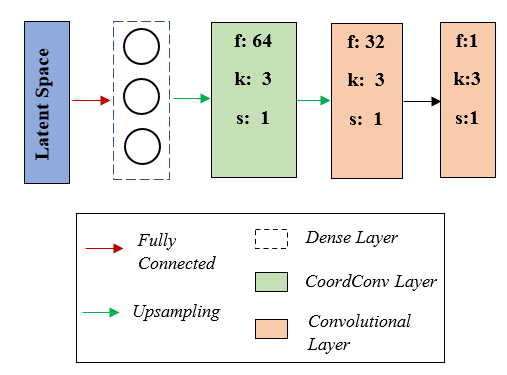 Latent Space
f: 64
k: 3
s: 1
f: 32
k: 3
s: 1
f:1
k:3
s:1
Fully
Connected
Upsampling
Dense Layer
CoordConv Layer
Convolutional
Layer